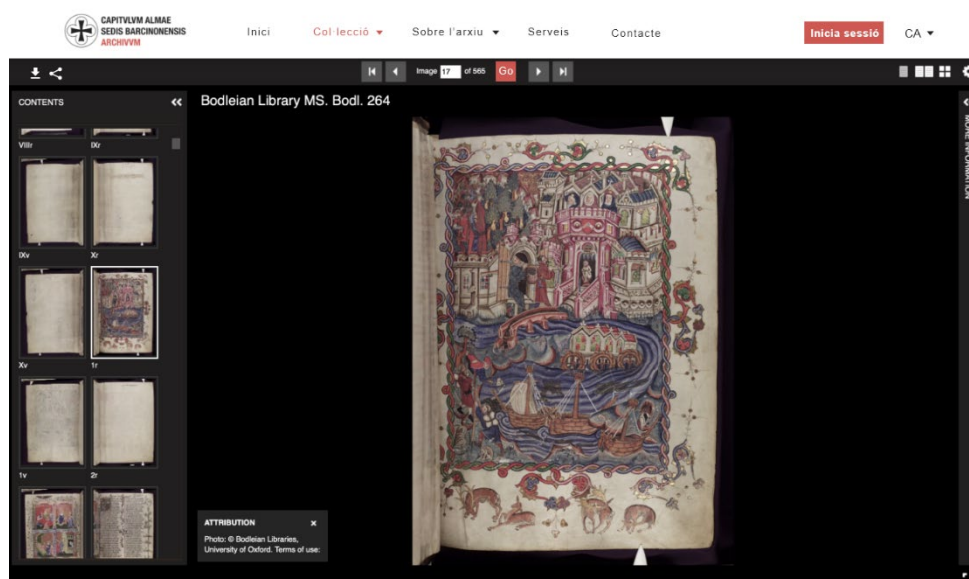 CAPITVLVM ALMAE
SEDIS BARCINONENSIS
ARCHIVVM
Inici
Col·lecció
Sobre l'arxiu
Serveis
Contacte
Inicia sessió
CA
Image 17 of 565 Go
CONTENTS
Bodleian Library MS. Bodl. 264
MORE INFORMATION
VIIIr
IXr
IXv
Xr
Xv
1r
1v
2r
ATTRIBUTION
Photo: © Bodleian Libraries,
University of Oxford. Terms of use: